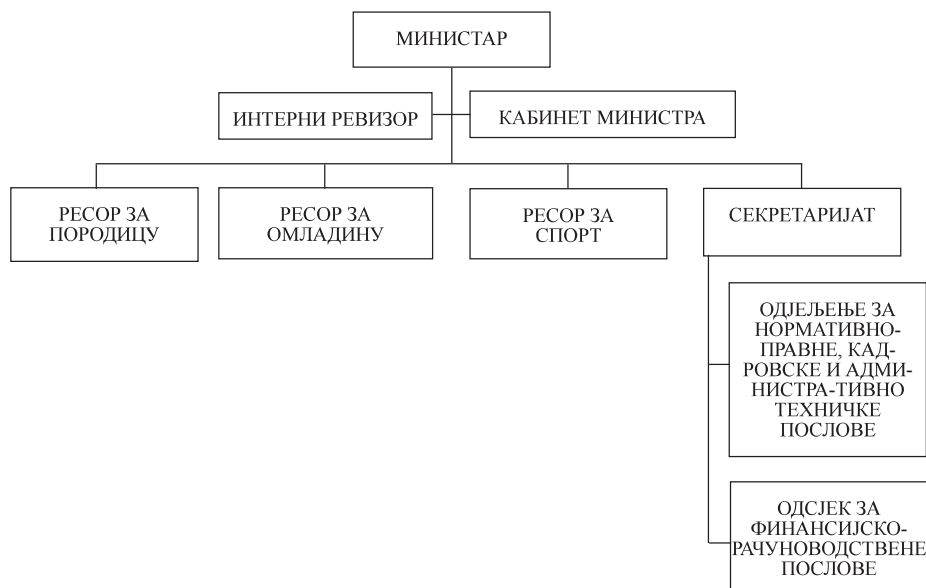 МИНИСТАР
ИНТЕРНИ РЕВИЗОР
КАБИНЕТ МИНИСТРА
РЕСОР ЗА
ПОРОДИЦУ
РЕСОР ЗА
ОМЛАДИНУ
РЕСОР ЗА
СПОРТ
СЕКРЕТАРИЈАТ
ОДЈЕЉЕЊЕ ЗА
НОРМАТИВНО-
ПРАВНЕ, КАД-
РОВСКЕ И АДМИ-
НИСТРА-ТИВНО
ТЕХНИЧКЕ
ПОСЛОВЕ
ОДСЈЕК ЗА
ФИНАНСИЈСКО-
РАЧУНОВОДСТВЕНЕ
ПОСЛОВЕ